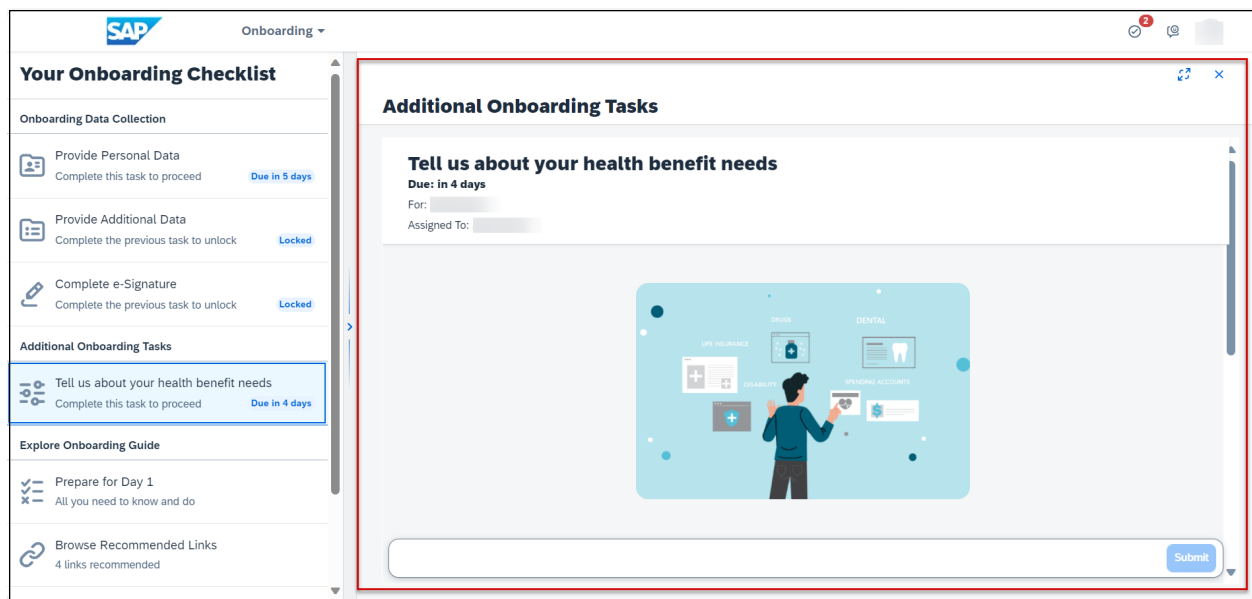 SAP
Onboarding
2
Your Onboarding Checklist
Onboarding Data Collection
Provide Personal Data
Complete this task to proceed
Due in 5 days
Provide Additional Data
Complete the previous task to unlock
Locked
Complete e-Signature
Complete the previous task to unlock
Locked
Additional Onboarding Tasks
Tell us about your health benefit needs
Complete this task to proceed
Due in 4 days
Explore Onboarding Guide
Prepare for Day 1
All you need to know and do
Browse Recommended Links
4 links recommended
Additional Onboarding Tasks
Tell us about your health benefit needs
Due: in 4 days
For:
Assigned To:
DRUGS
DENTAL
LIFE INSURANCE
DISABILITY
SPENDING ACCOUNTS
$
Submit